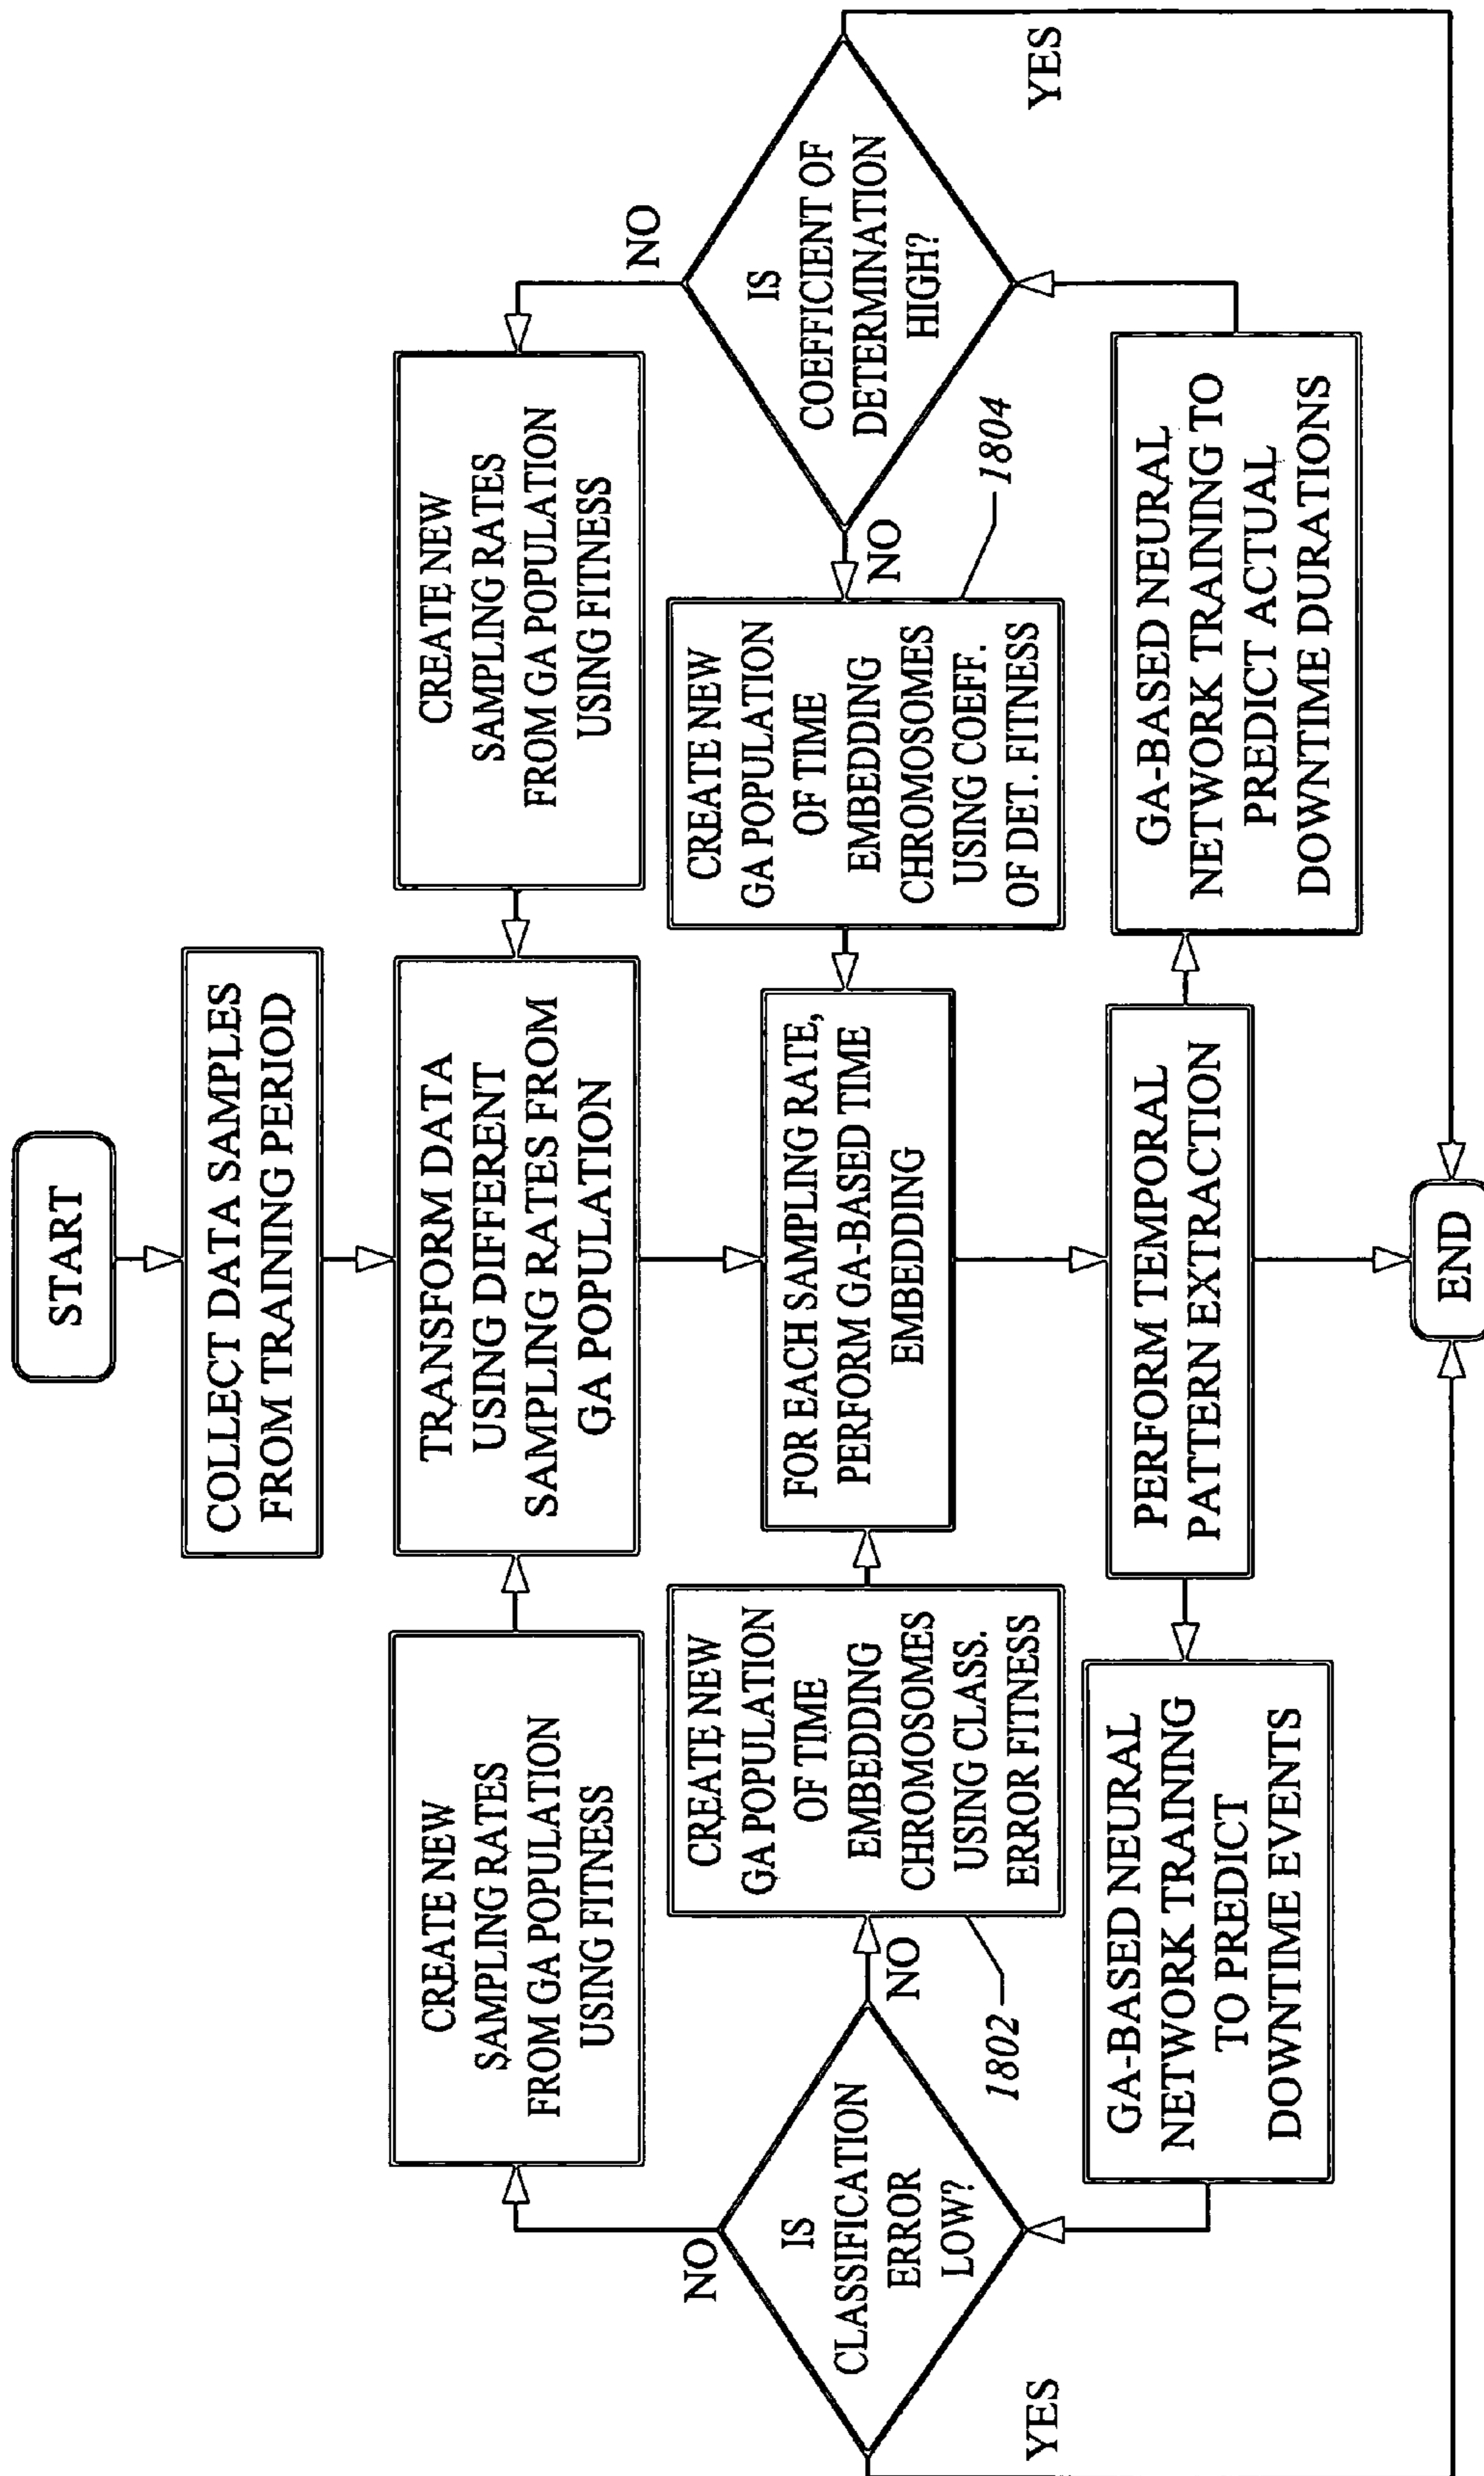 START
COLLECT DATA SAMPLES
FROM TRAINING PERIOD
CREATE NEW
SAMPLING RATES
FROM GA POPULATION
USING FITNESS
TRANSFORM DATA
USING DIFFERENT
SAMPLING RATES FROM
GA POPULATION
CREATE NEW
SAMPLING RATES
FROM GA POPULATION
USING FITNESS
NO
NO
IS
CLASSIFICATION
ERROR
LOW?
NO
1802
CREATE NEW
GA POPULATION
OF TIME
EMBEDDING
CHROMOSOMES
USING CLASS.
ERROR FITNESS
FOR EACH SAMPLING RATE,
PERFORM GA-BASED TIME
EMBEDDING
CREATE NEW
GA POPULATION
OF TIME
EMBEDDING
CHROMOSOMES
USING COEFF.
OF DET. FITNESS
NO
1804
IS
COEFFICIENT OF
DETERMINATION
HIGH?
YES
GA-BASED NEURAL
NETWORK TRAINING
TO PREDICT
DOWNTIME EVENTS
PERFORM TEMPORAL
PATTERN EXTRACTION
GA-BASED NEURAL
NETWORK TRAINING TO
PREDICT ACTUAL
DOWNTIME DURATIONS
YES
END